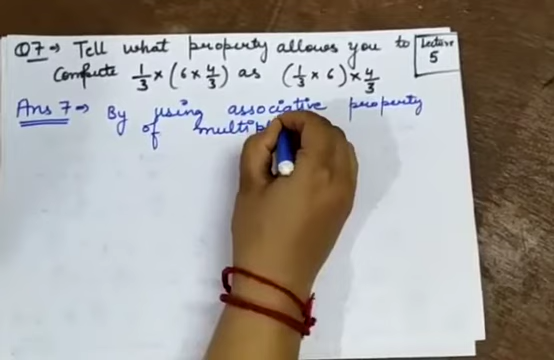 Q7⇒ Tell what property allows you to
Compute 1/3 × (6 × 4/3) as (1/3 × 6) × 4/3
Lecture
5
Ans 7⇒ By using associative property
of multipl